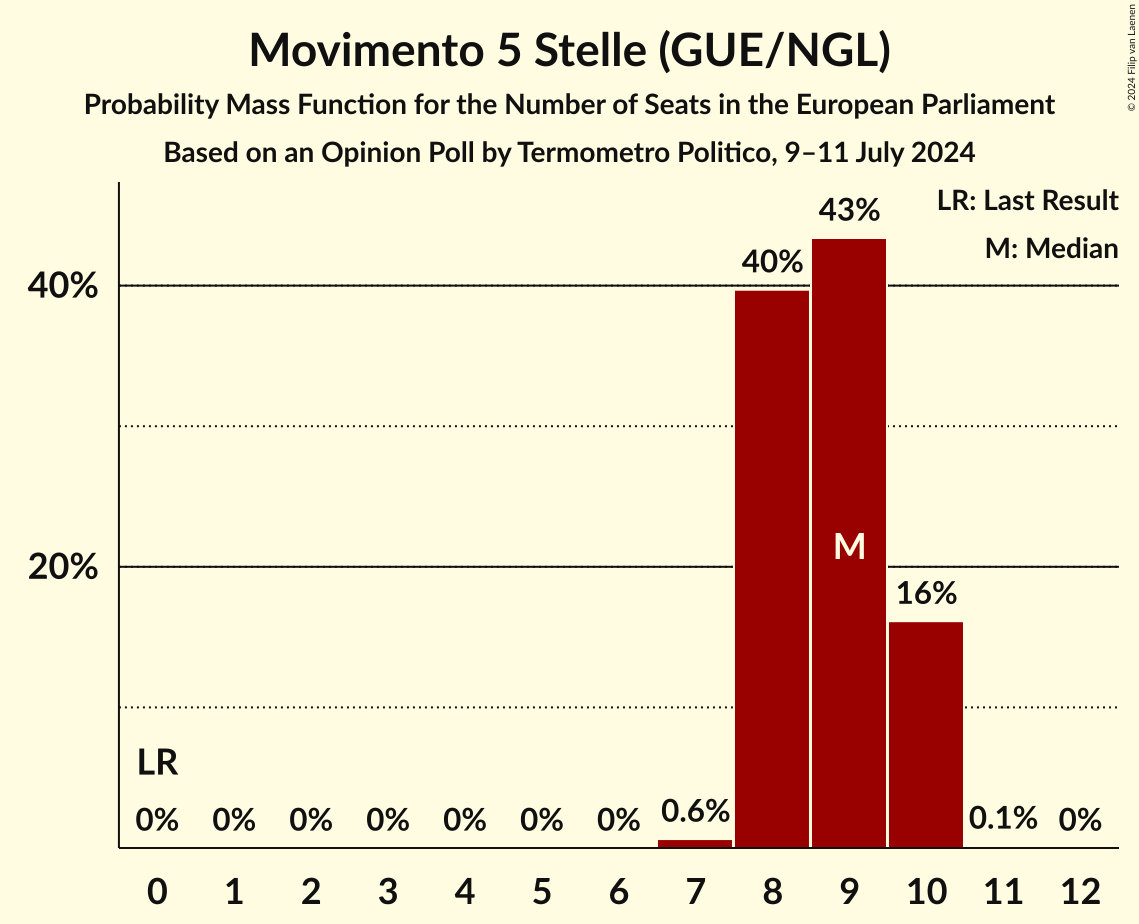 Movimento 5 Stelle (GUE/NGL)
Probability Mass Function for the Number of Seats in the European Parliament
Based on an Opinion Poll by Termometro Politico, 9–11 July 2024
© 2024 Filip van Laenen
LR: Last Result
M: Median
43%
40%
40%
M
20%
16%
LR
0% 0% 0% 0% 0% 0% 0% 0.6% 0.1% 0%
0 1 2 3 4 5 6 7 8 9 10 11 12